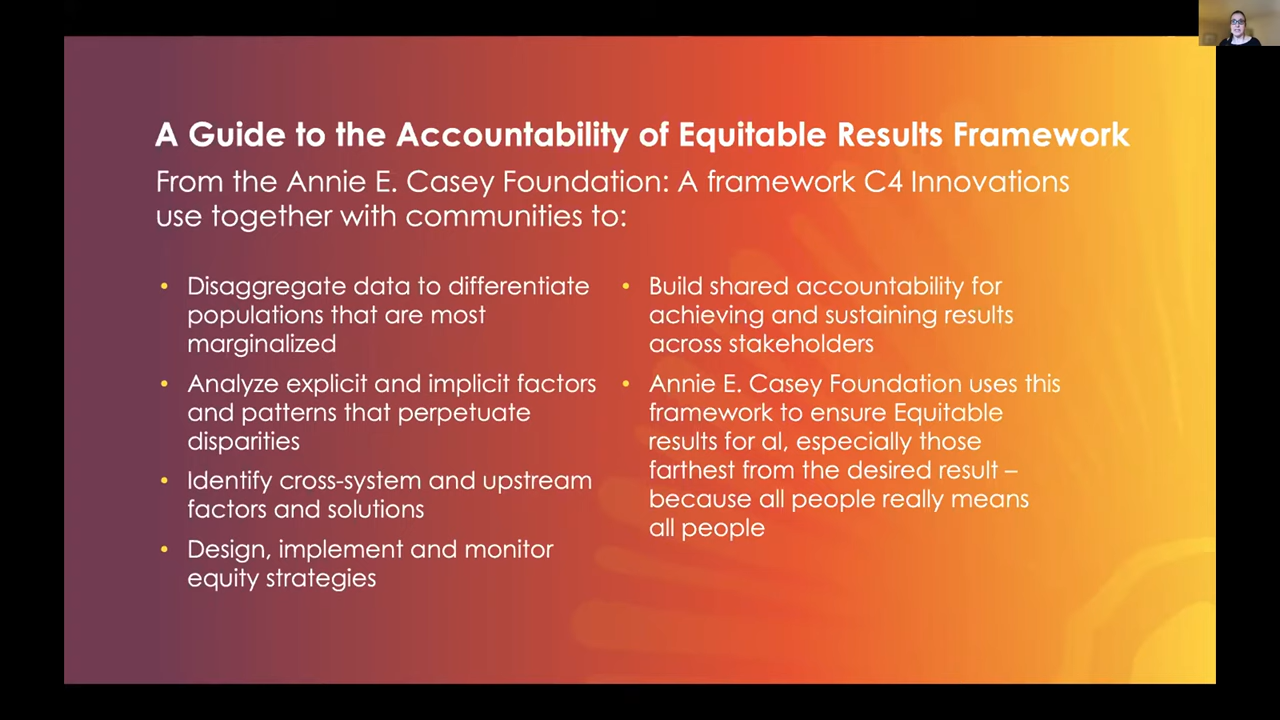 A Guide to the Accountability of Equitable Results Framework
From the Annie E. Casey Foundation: A framework C4 Innovations
use together with communities to:
• Disaggregate data to differentiate
populations that are most
marginalized
• Analyze explicit and implicit factors
and patterns that perpetuate
disparities
• Identify cross-system and upstream
factors and solutions
• Design, implement and monitor
equity strategies
• Build shared accountability for
achieving and sustaining results
across stakeholders
• Annie E. Casey Foundation uses this
framework to ensure Equitable
results for al, especially those
farthest from the desired result –
because all people really means
all people